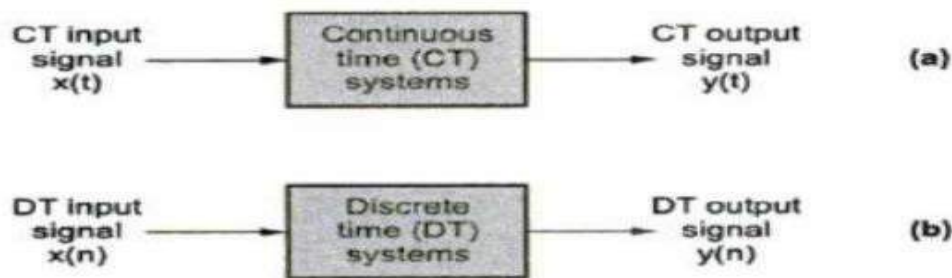 CT input
signal
x(t)
Continuous
time (CT)
systems
CT output
signal
y(t)
(a)
DT input
signal
x(n)
Discrete
time (DT)
systems
DT output
signal
y(n)
(b)